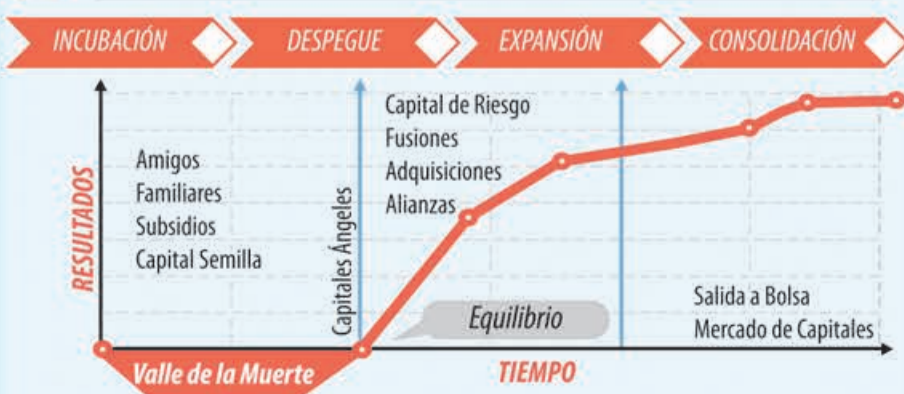 INCUBACIÓN
DESPEGUE
EXPANSIÓN
CONSOLIDACIÓN
RESULTADOS
Amigos
Familiares
Subsidios
Capital Semilla
Capitales Ángeles
Capital de Riesgo
Fusiones
Adquisiciones
Alianzas
Equilibrio
Salida a Bolsa
Mercado de Capitales
Valle de la Muerte
TIEMPO